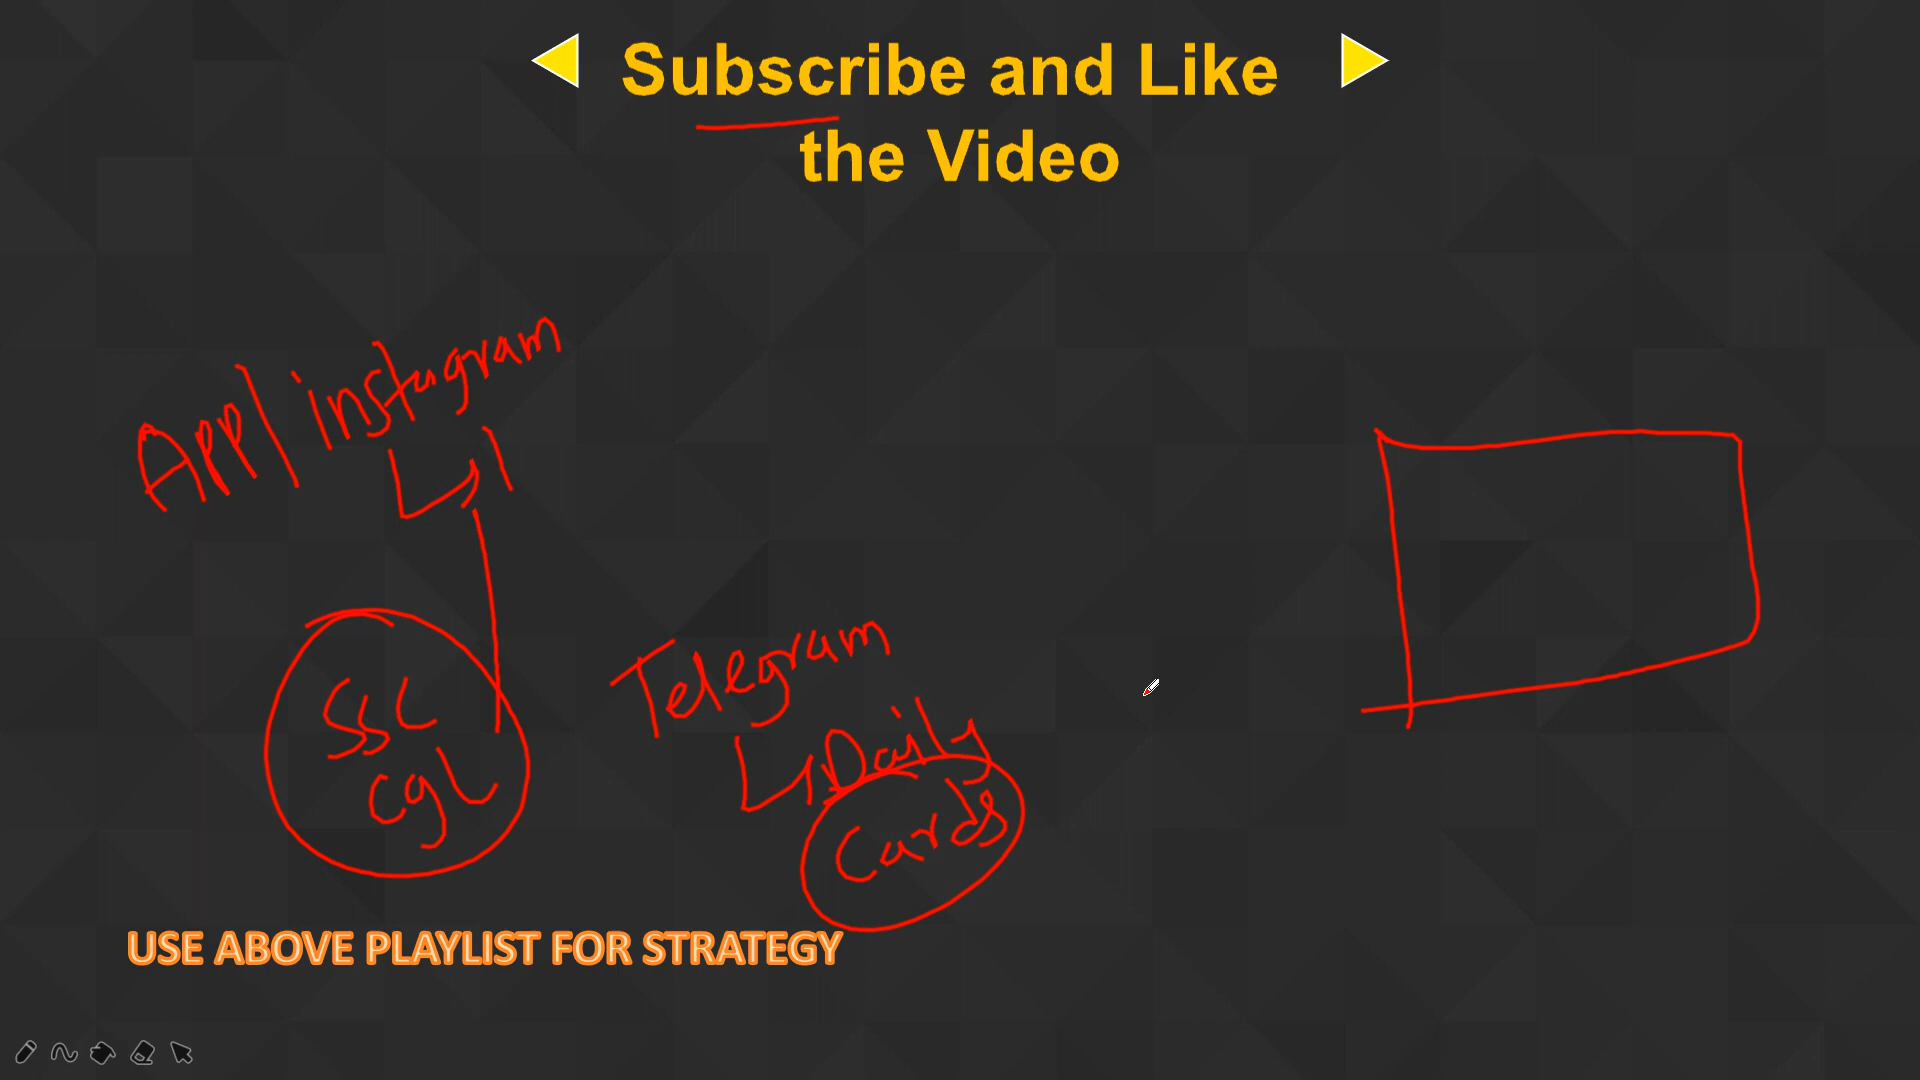 Subscribe and Like
the Video
App/instagram
SSC
CgL
Telegram
Daily
Cards
USE ABOVE PLAYLIST FOR STRATEGY